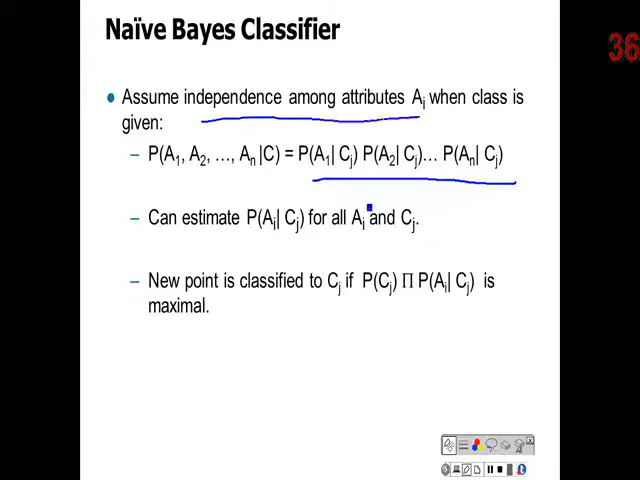 Naïve Bayes Classifier
36
● Assume independence among attributes Ai when class is
given:
– P(A1, A2, …, An |C) = P(A1| Cj) P(A2| Cj)… P(An| Cj)
– Can estimate P(Ai| Cj) for all Ai and Cj.
– New point is classified to Cj if P(Cj) Π P(Ai| Cj) is
maximal.